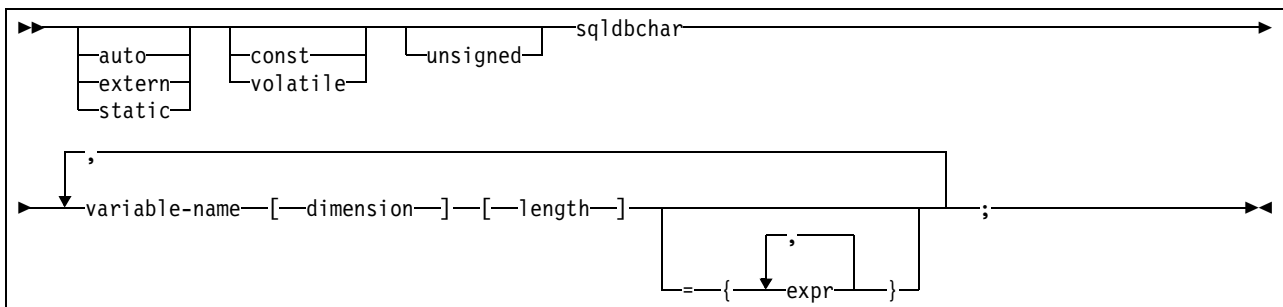 sqldbchar
auto const unsigned
extern volatile
static
,
variable-name [ dimension ] [ length ] ;
,
= { expr }